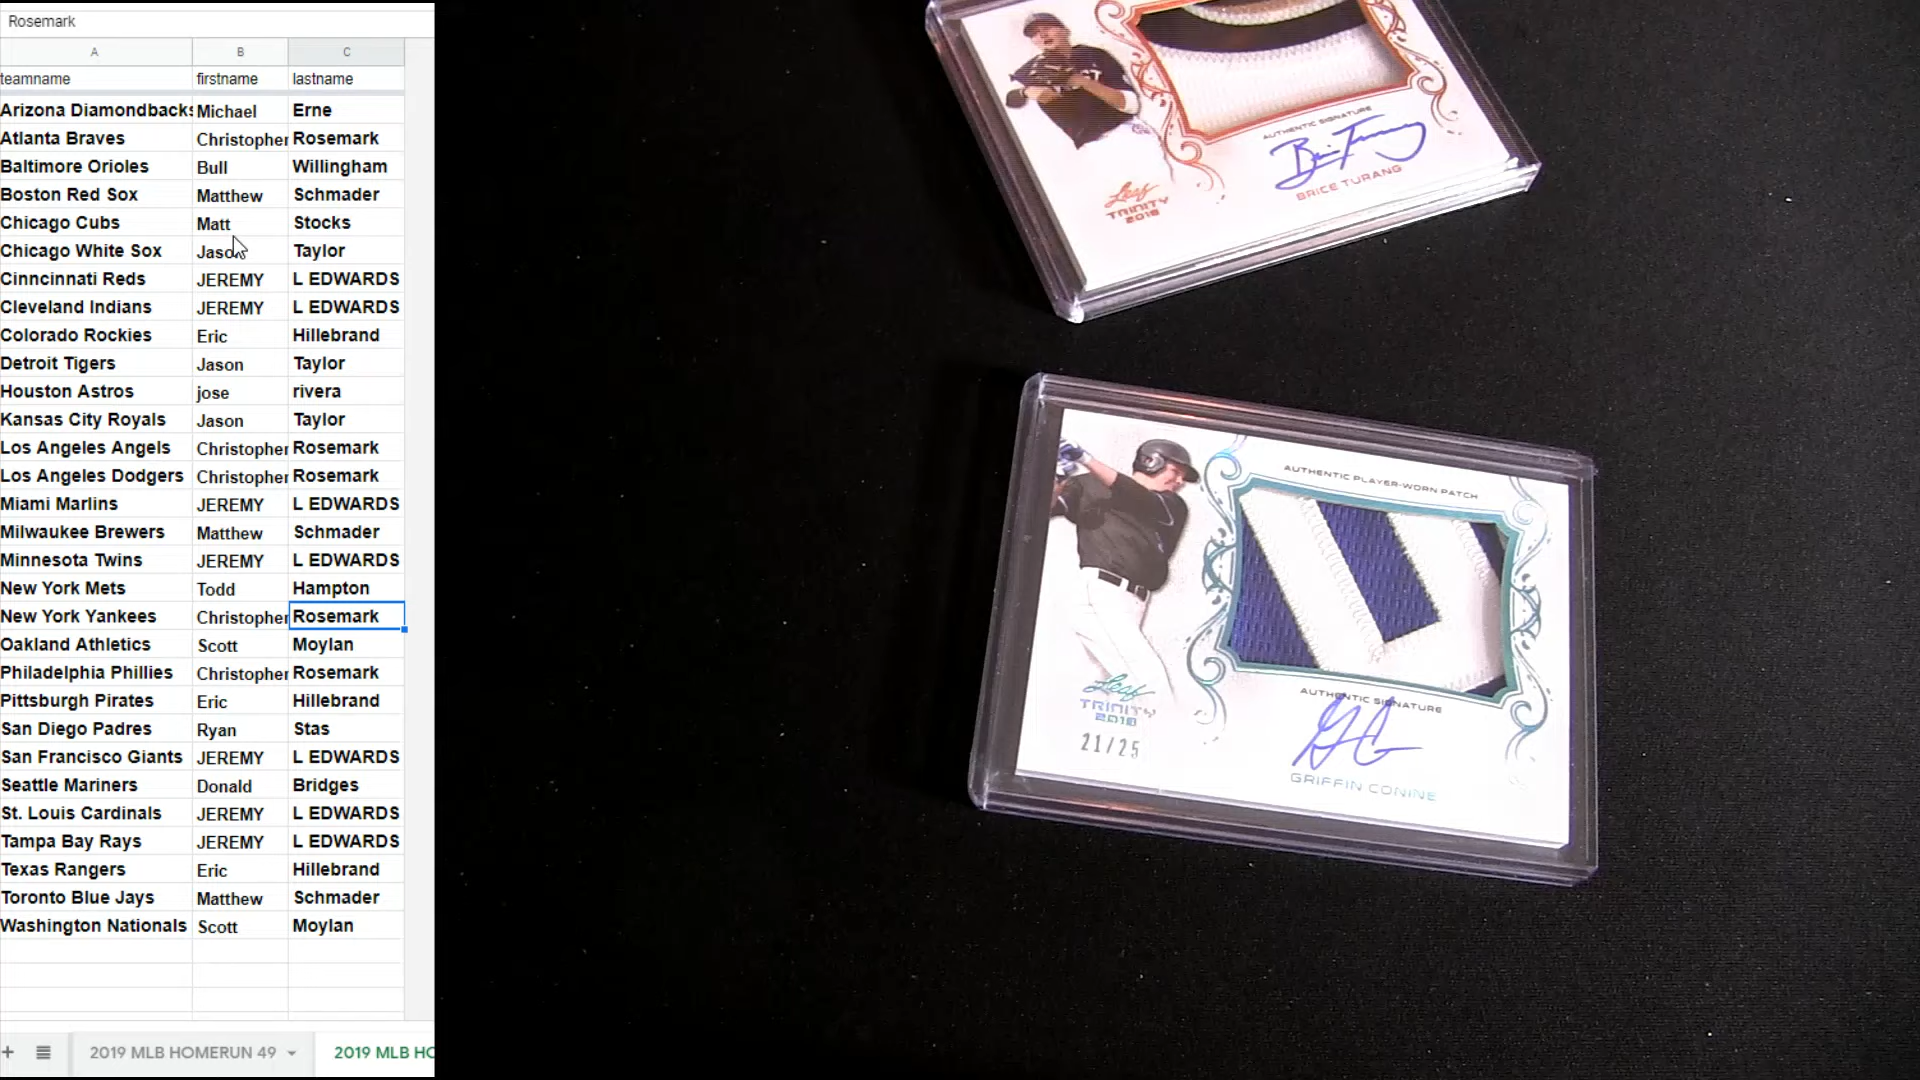 Rosemark
A B C
teamname firstname lastname
Arizona Diamondbacks Michael Erne
Atlanta Braves Christopher Rosemark
Baltimore Orioles Bull Willingham
Boston Red Sox Matthew Schmader
Chicago Cubs Matt Stocks
Chicago White Sox Jason Taylor
Cinncinnati Reds JEREMY L EDWARDS
Cleveland Indians JEREMY L EDWARDS
Colorado Rockies Eric Hillebrand
Detroit Tigers Jason Taylor
Houston Astros jose rivera
Kansas City Royals Jason Taylor
Los Angeles Angels Christopher Rosemark
Los Angeles Dodgers Christopher Rosemark
Miami Marlins JEREMY L EDWARDS
Milwaukee Brewers Matthew Schmader
Minnesota Twins JEREMY L EDWARDS
New York Mets Todd Hampton
New York Yankees Christopher Rosemark
Oakland Athletics Scott Moylan
Philadelphia Phillies Christopher Rosemark
Pittsburgh Pirates Eric Hillebrand
San Diego Padres Ryan Stas
San Francisco Giants JEREMY L EDWARDS
Seattle Mariners Donald Bridges
St. Louis Cardinals JEREMY L EDWARDS
Tampa Bay Rays JEREMY L EDWARDS
Texas Rangers Eric Hillebrand
Toronto Blue Jays Matthew Schmader
Washington Nationals Scott Moylan
2019 MLB HOMERUN 49
2019 MLB HO
AUTHENTIC SIGNATURE
Brice Turang
BRICE TURANG
Leaf
TRINITY
2018
AUTHENTIC PLAYER-WORN PATCH
AUTHENTIC SIGNATURE
GRIFFIN CONINE
Leaf
TRINITY
2018
21/25